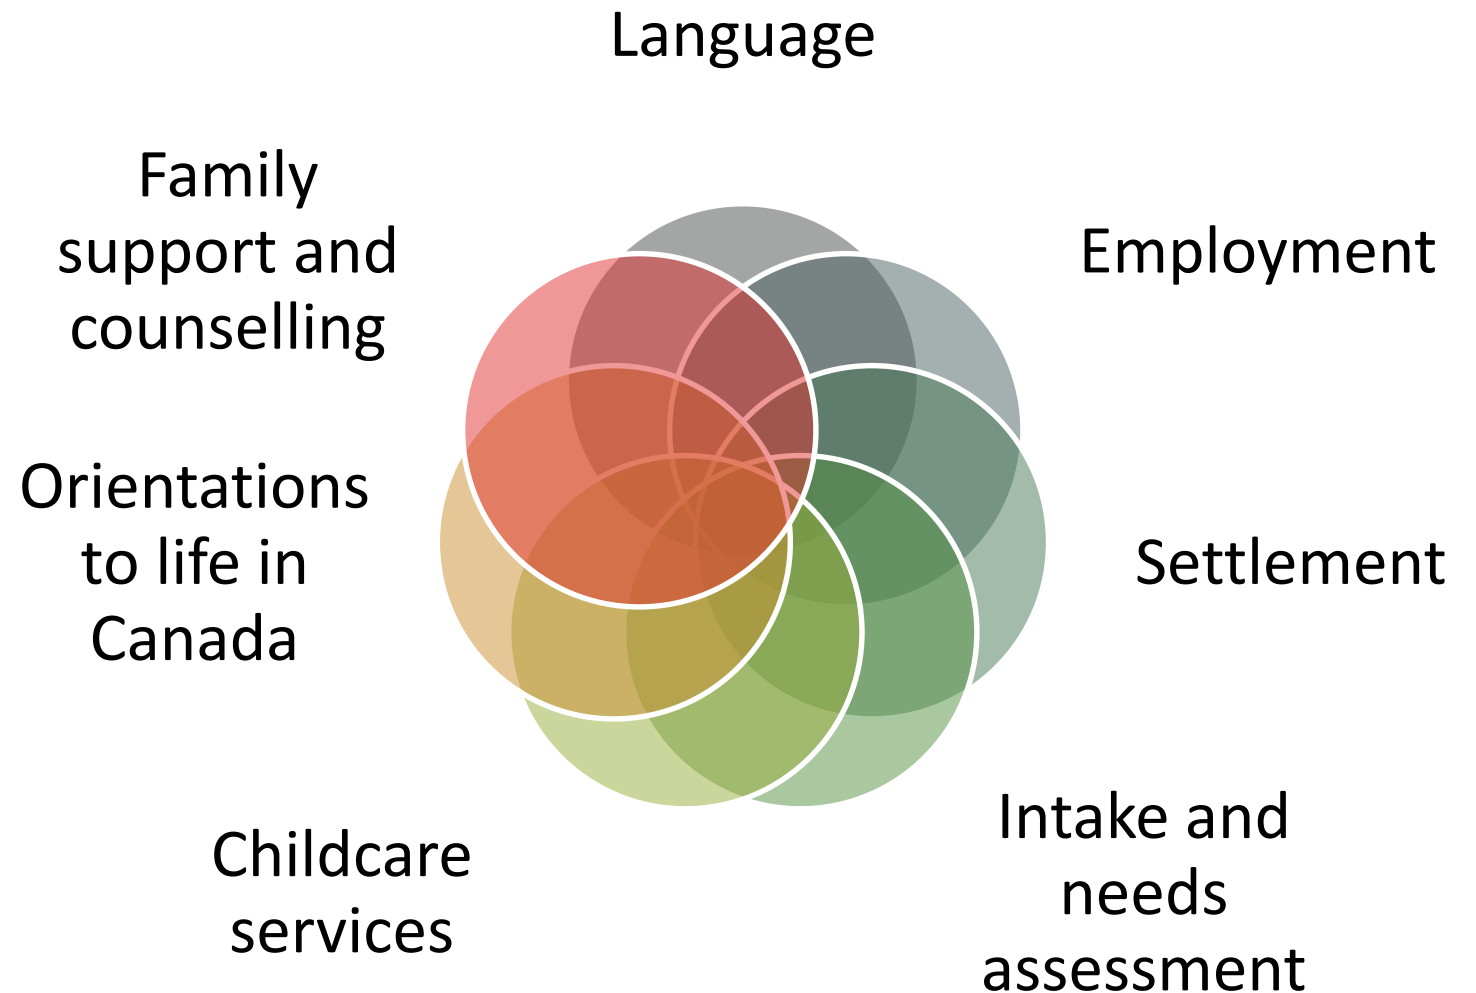 Language
Family
support and
counselling
Employment
Orientations
to life in
Canada
Settlement
Childcare
services
Intake and
needs
assessment